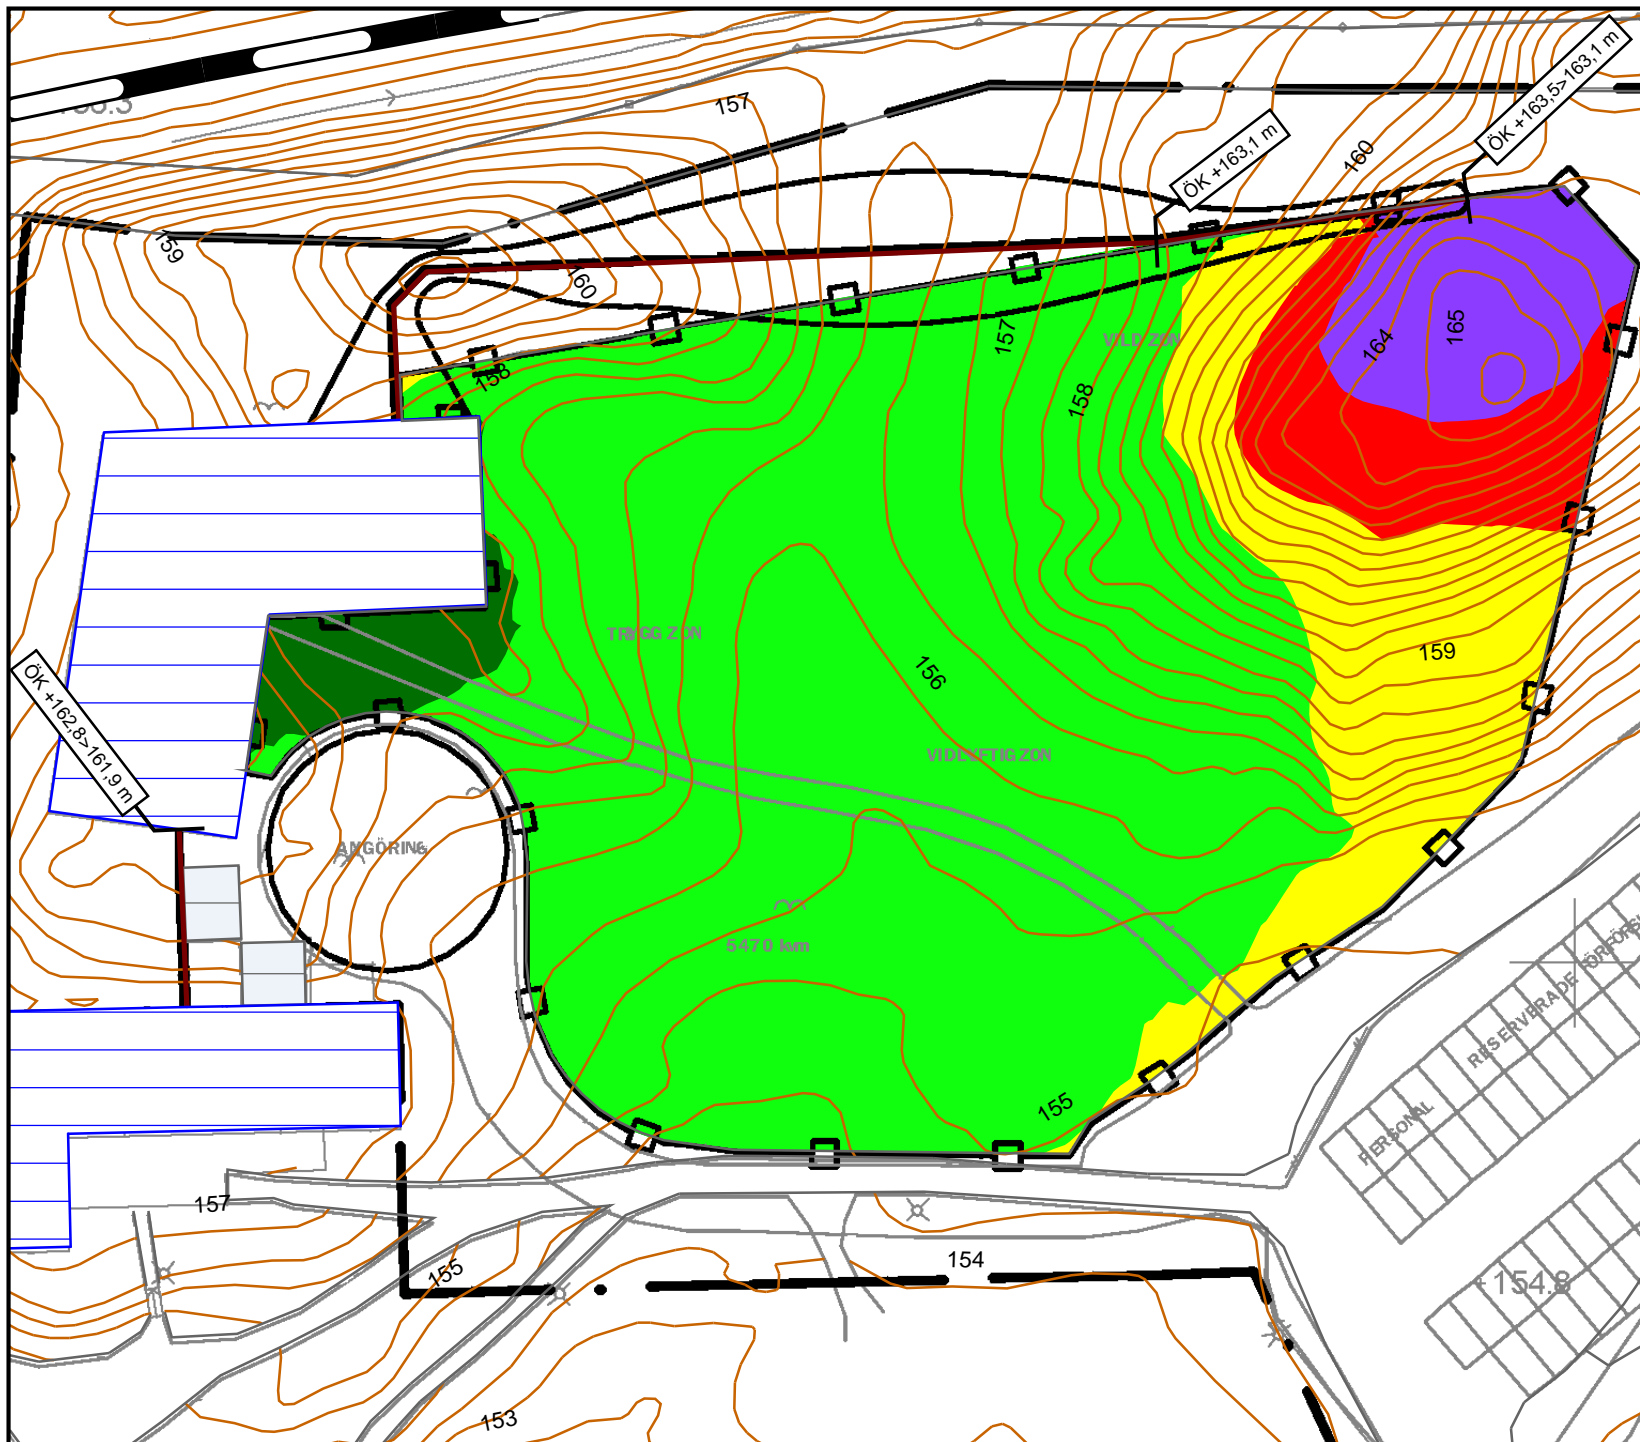 157
ÖK +163,5>163,1 m
ÖK +163,1 m
160
159
160
157
165
164
VILD ZON
158
158
TRYGG ZON
159
156
ÖK +162,8>161,9 m
VIDLYFTIG ZON
ANGÖRING
5470 kvm
RESERVERADE
PERSONAL
155
157
155
154
154.8
153